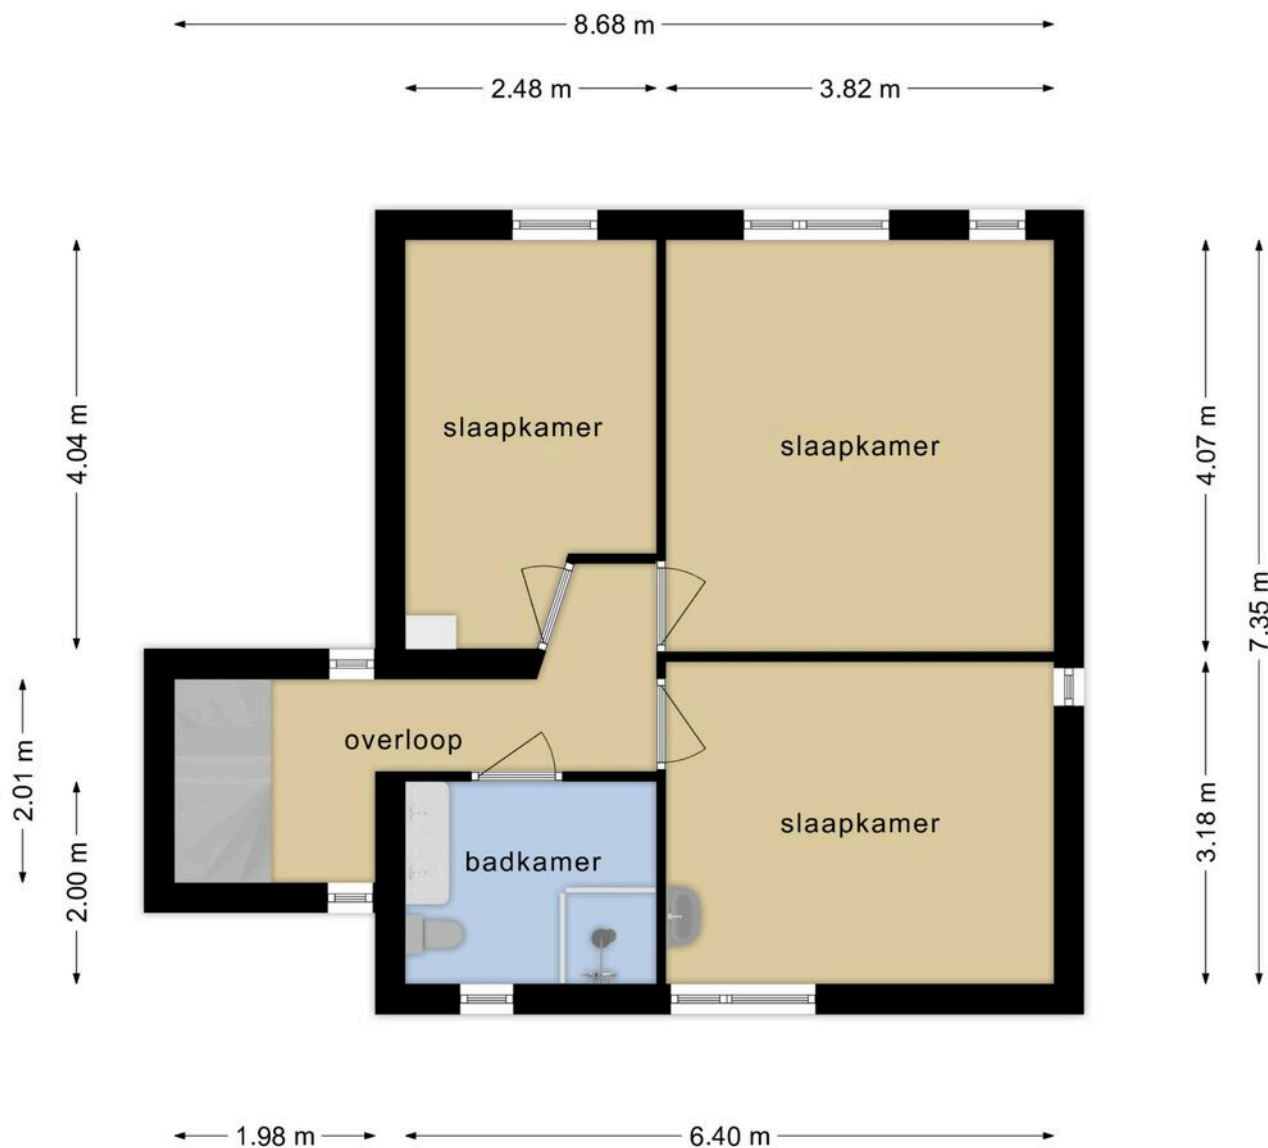 8.68 m
2.48 m
3.82 m
4.04 m
4.07 m
7.35 m
slaapkamer
slaapkamer
overloop
2.01 m
2.00 m
badkamer
slaapkamer
3.18 m
1.98 m
6.40 m